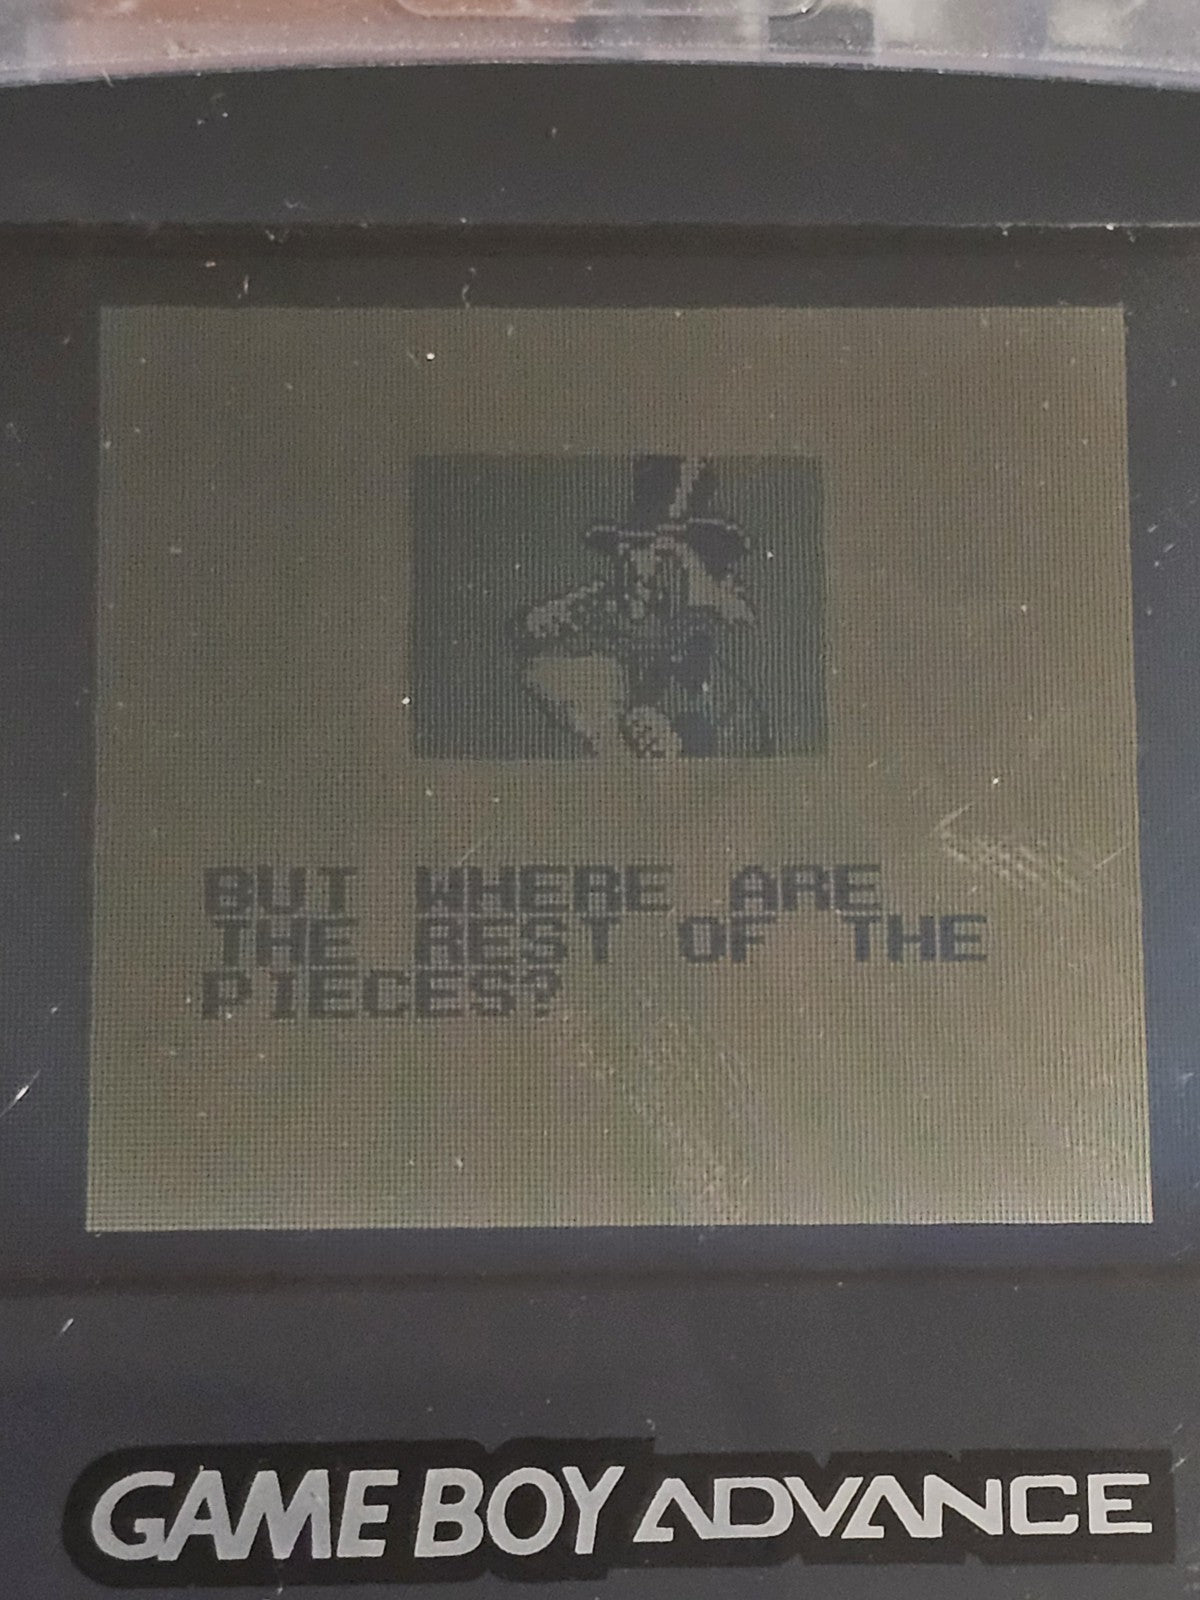 BUT WHERE ARE
THE REST OF THE
PIECES?
GAME BOY ADVANCE